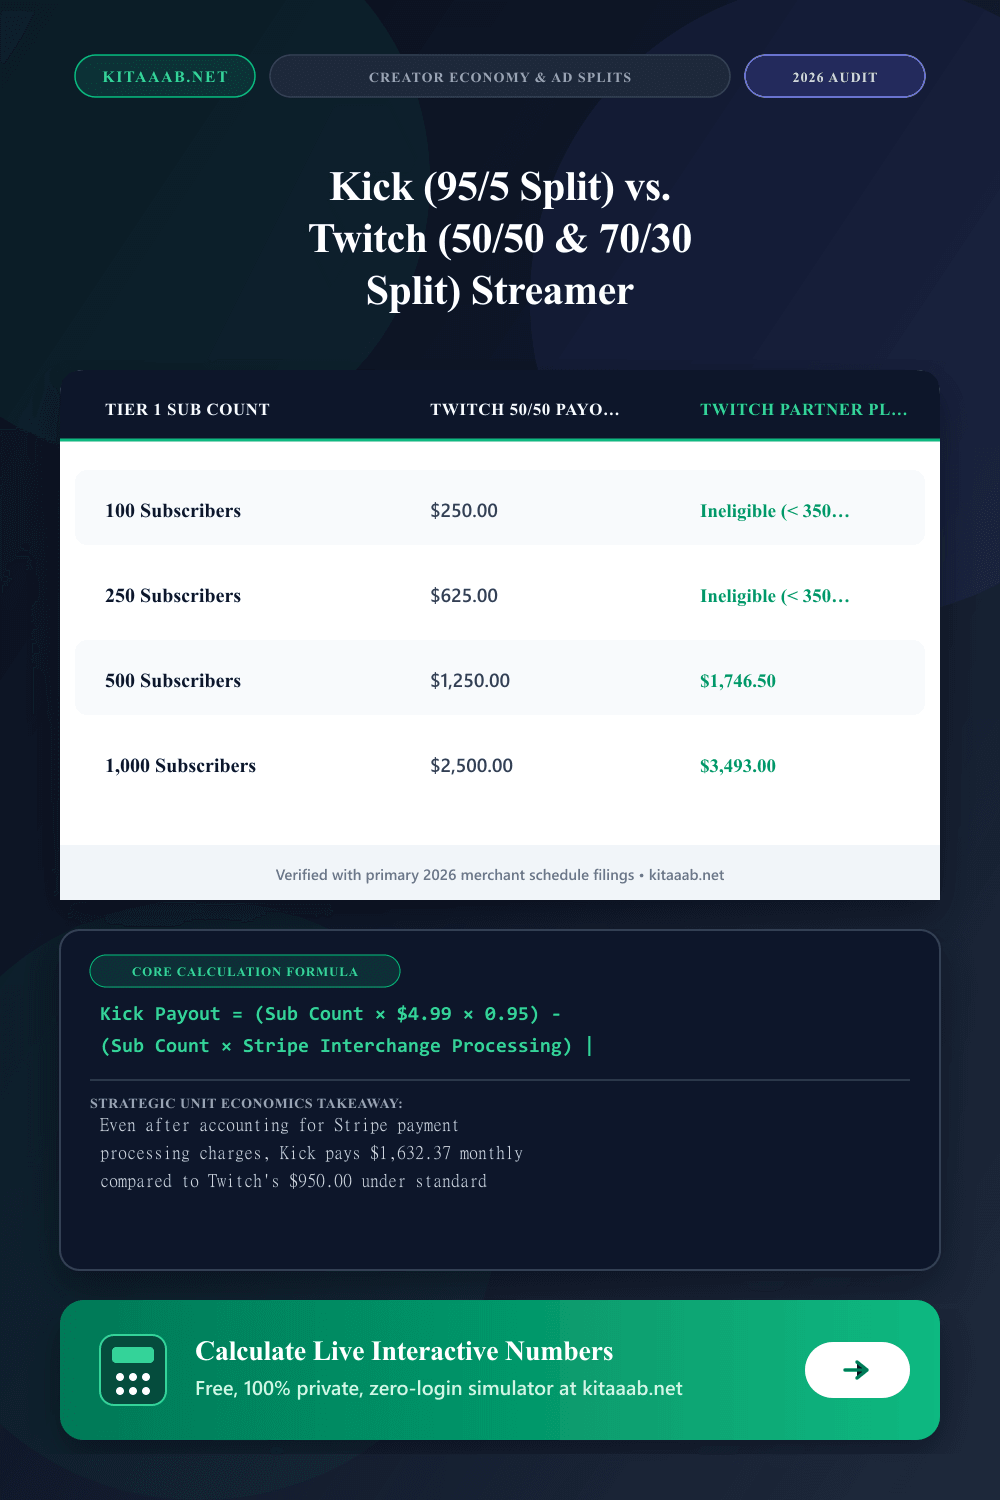 KITAAAB.NET
CREATOR ECONOMY & AD SPLITS
2026 AUDIT
Kick (95/5 Split) vs.
Twitch (50/50 & 70/30
Split) Streamer
TIER 1 SUB COUNT TWITCH 50/50 PAYO... TWITCH PARTNER PL...
100 Subscribers $250.00 Ineligible (< 350...
250 Subscribers $625.00 Ineligible (< 350...
500 Subscribers $1,250.00 $1,746.50
1,000 Subscribers $2,500.00 $3,493.00
Verified with primary 2026 merchant schedule filings • kitaaab.net
CORE CALCULATION FORMULA
Kick Payout = (Sub Count × $4.99 × 0.95) -
(Sub Count × Stripe Interchange Processing) |
STRATEGIC UNIT ECONOMICS TAKEAWAY:
Even after accounting for Stripe payment
processing charges, Kick pays $1,632.37 monthly
compared to Twitch's $950.00 under standard
Calculate Live Interactive Numbers
Free, 100% private, zero-login simulator at kitaaab.net